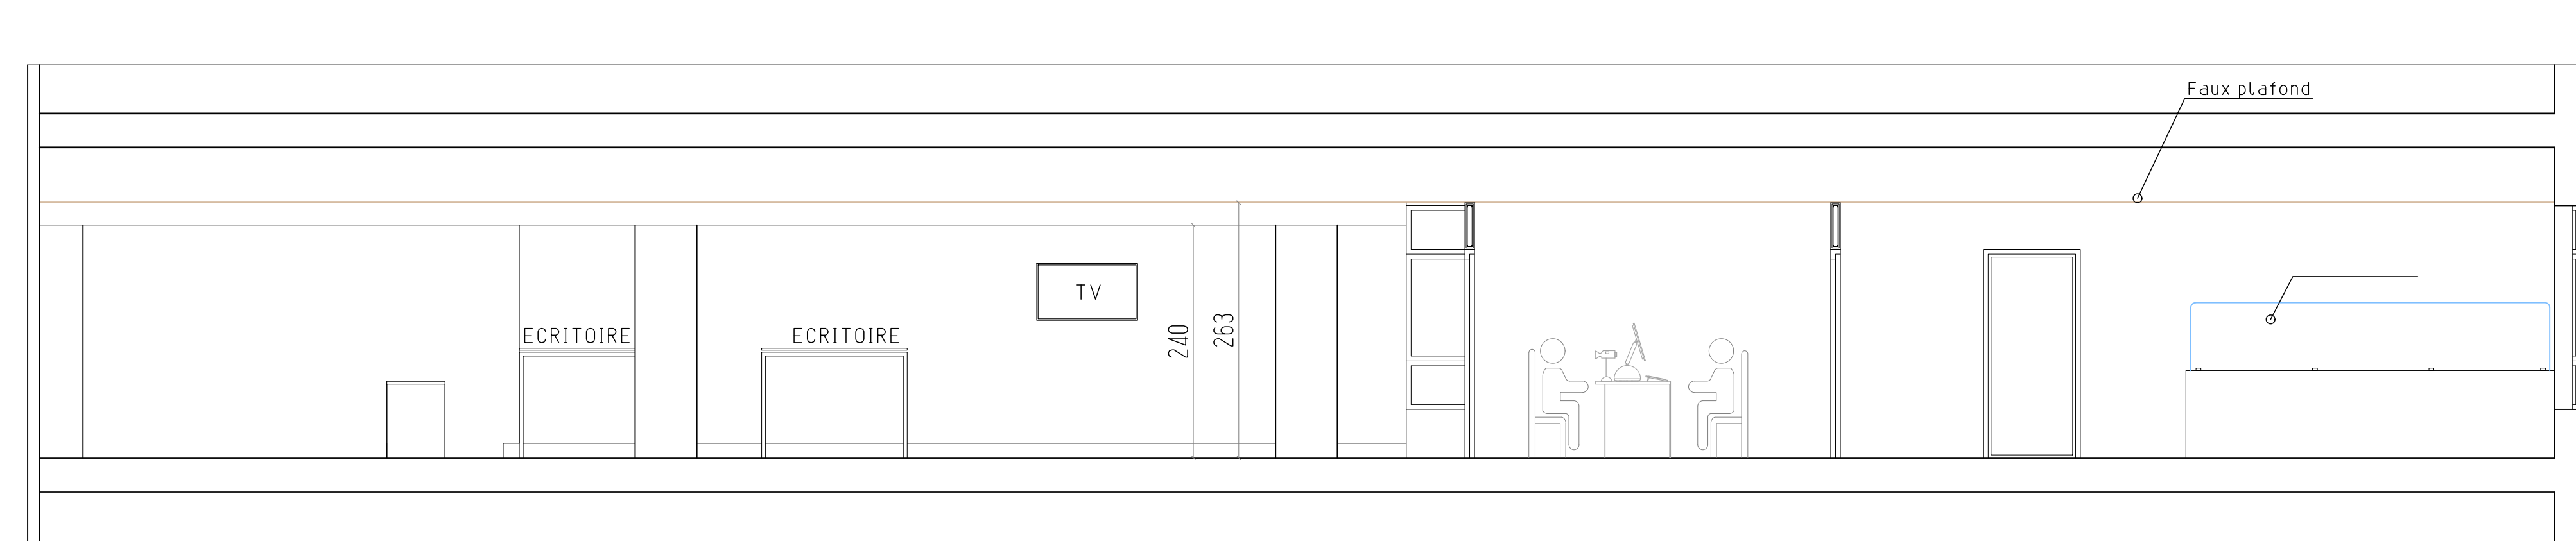 Faux plafond
TV
ECRITOIRE
ECRITOIRE
240
263